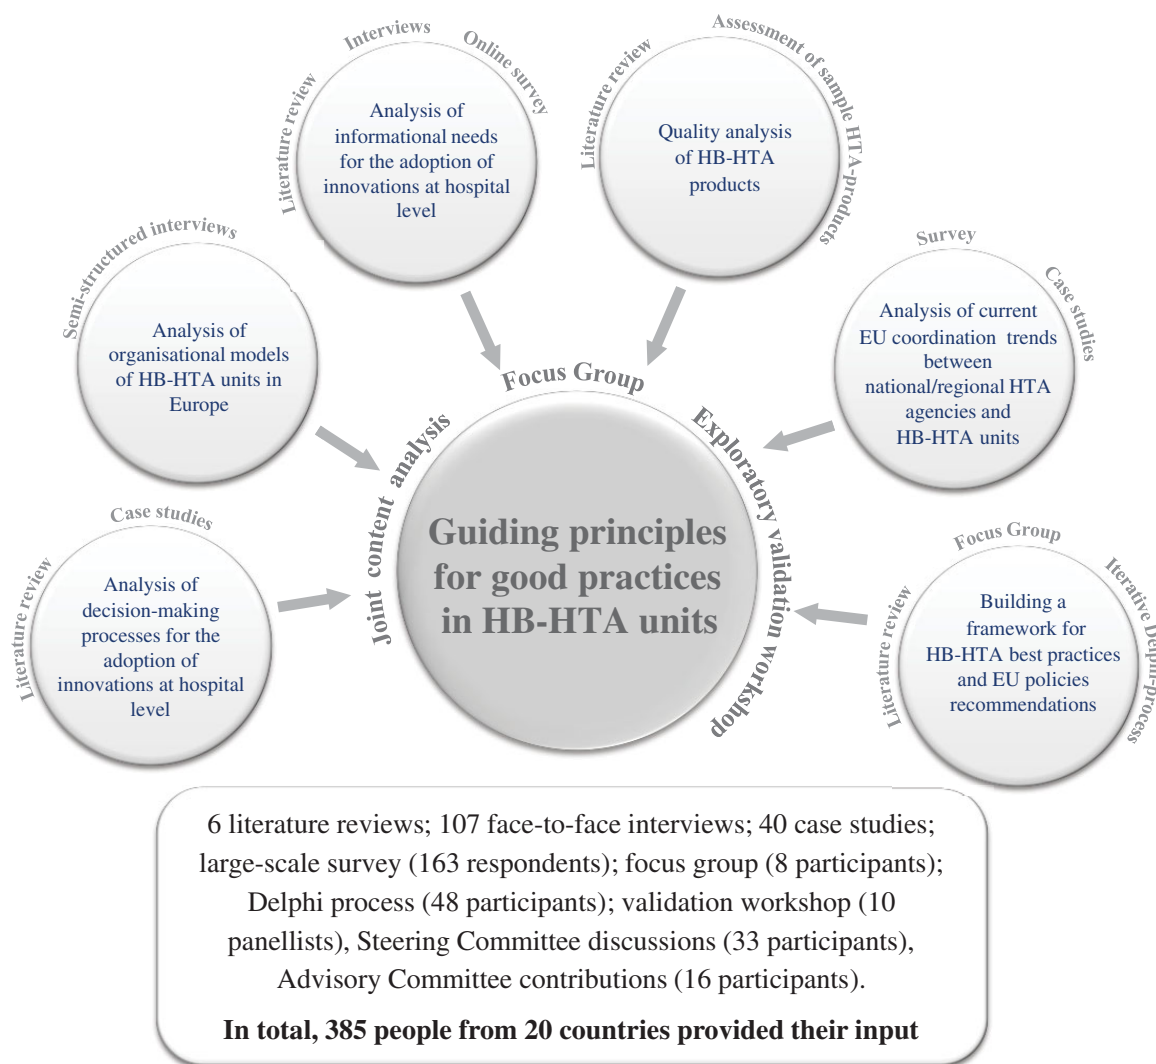 Literature review
Interviews
Online survey
Analysis of
informational needs
for the adoption of
innovations at hospital
level
Literature review
Assessment of sample HTA-products
Quality analysis
of HB-HTA
products
Semi-structured interviews
Analysis of
organisational models
of HB-HTA units in
Europe
Survey
Case studies
Analysis of current
EU coordination trends
between
national/regional HTA
agencies and
HB-HTA units
Literature review
Case studies
Analysis of
decision-making
processes for the
adoption of
innovations at hospital
level
Literature review
Focus Group
Iterative Delphi-process
Building a
framework for
HB-HTA best practices
and EU policies
recommendations
Joint content analysis
Focus Group
Exploratory validation workshop
Guiding principles
for good practices
in HB-HTA units
6 literature reviews; 107 face-to-face interviews; 40 case studies;
large-scale survey (163 respondents); focus group (8 participants);
Delphi process (48 participants); validation workshop (10
panellists), Steering Committee discussions (33 participants),
Advisory Committee contributions (16 participants).
In total, 385 people from 20 countries provided their input